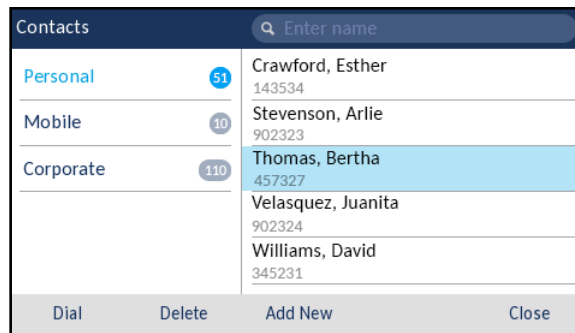 Contacts
Enter name
Personal 51
Mobile 10
Corporate 110
Crawford, Esther
143534
Stevenson, Arlie
902323
Thomas, Bertha
457327
Velasquez, Juanita
902324
Williams, David
345231
Dial Delete Add New Close